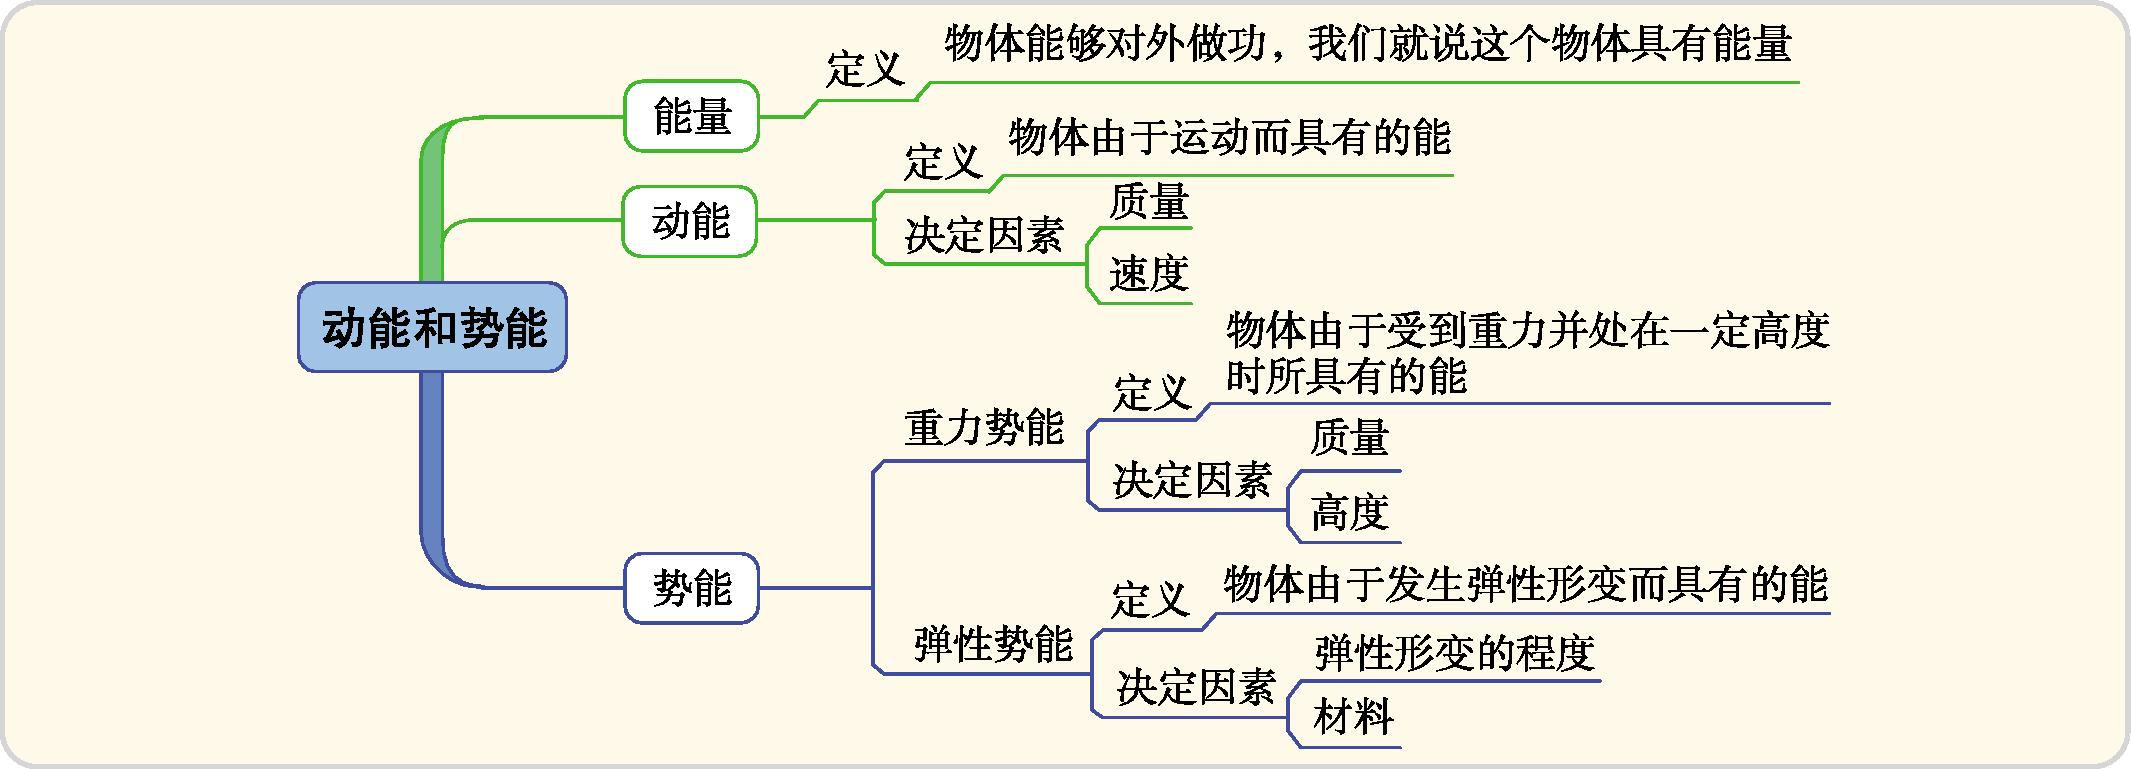 动能和势能
能量
定义
物体能够对外做功，我们就说这个物体具有能量
动能
定义
物体由于运动而具有的能
决定因素
质量
速度
势能
重力势能
定义
物体由于受到重力并处在一定高度
时所具有的能
决定因素
质量
高度
弹性势能
定义
物体由于发生弹性形变而具有的能
决定因素
弹性形变的程度
材料